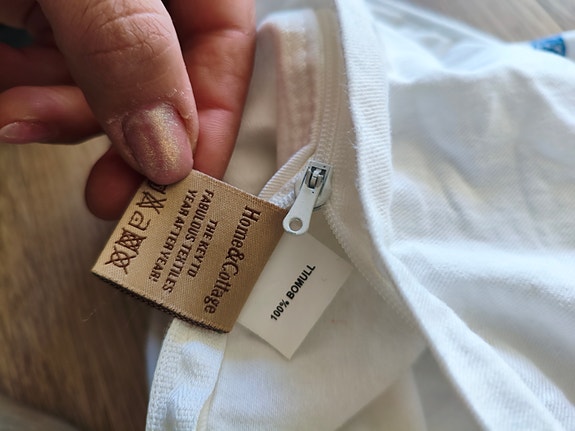 Home&Cottage
THE KEY TO
FABULOUS TEXTILES
YEAR AFTER YEAR!
100% BOMULL